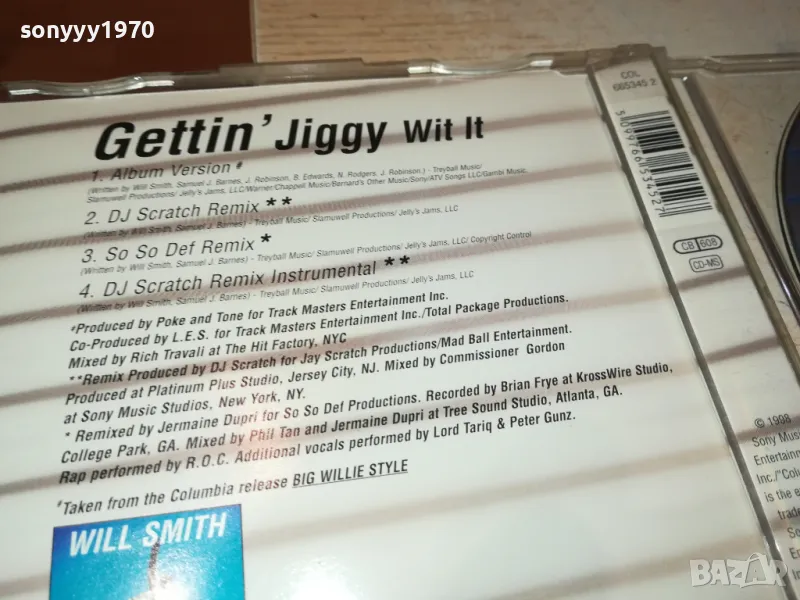 sonyyy1970
Gettin' Jiggy Wit It
1. Album Version #
(Written by Will Smith, Samuel J. Barnes, J. Robinson, B. Edwards, N. Rodgers, J. Robinson.) - Treyball Music/
Slamuwell Productions/ Jelly's Jams, LLC/Warner/Chappell Music/Bernard's Other Music/Sony/ATV Songs LLC/Gambi Music.
2. DJ Scratch Remix **
(Written by Will Smith, Samuel J. Barnes) - Treyball Music/ Slamuwell Productions/ Jelly's Jams, LLC
3. So So Def Remix *
(Written by Will Smith, Samuel J. Barnes) - Treyball Music/ Slamuwell Productions/ Jelly's Jams, LLC/ Copyright Control
4. DJ Scratch Remix Instrumental **
(Written by Will Smith, Samuel J. Barnes) - Treyball Music/ Slamuwell Productions/ Jelly's Jams, LLC
#Produced by Poke and Tone for Track Masters Entertainment Inc.
Co-Produced by L.E.S. for Track Masters Entertainment Inc./Total Package Productions.
Mixed by Rich Travali at The Hit Factory, NYC
**Remix Produced by DJ Scratch for Jay Scratch Productions/Mad Ball Entertainment.
Produced at Platinum Plus Studio, Jersey City, NJ. Mixed by Commissioner Gordon
at Sony Music Studios, New York, NY.
* Remixed by Jermaine Dupri for So So Def Productions. Recorded by Brian Frye at KrossWire Studio,
College Park, GA. Mixed by Phil Tan and Jermaine Dupri at Tree Sound Studio, Atlanta, GA.
Rap performed by R.O.C. Additional vocals performed by Lord Tariq & Peter Gunz.
#Taken from the Columbia release BIG WILLIE STYLE
WILL SMITH
COL
665345 2
5099766534527
CB 608
CD-MS
© 1998
Sony Mus
Entertainm
Inc./"Colu
is the e
trade
So
E
In
BAZAR